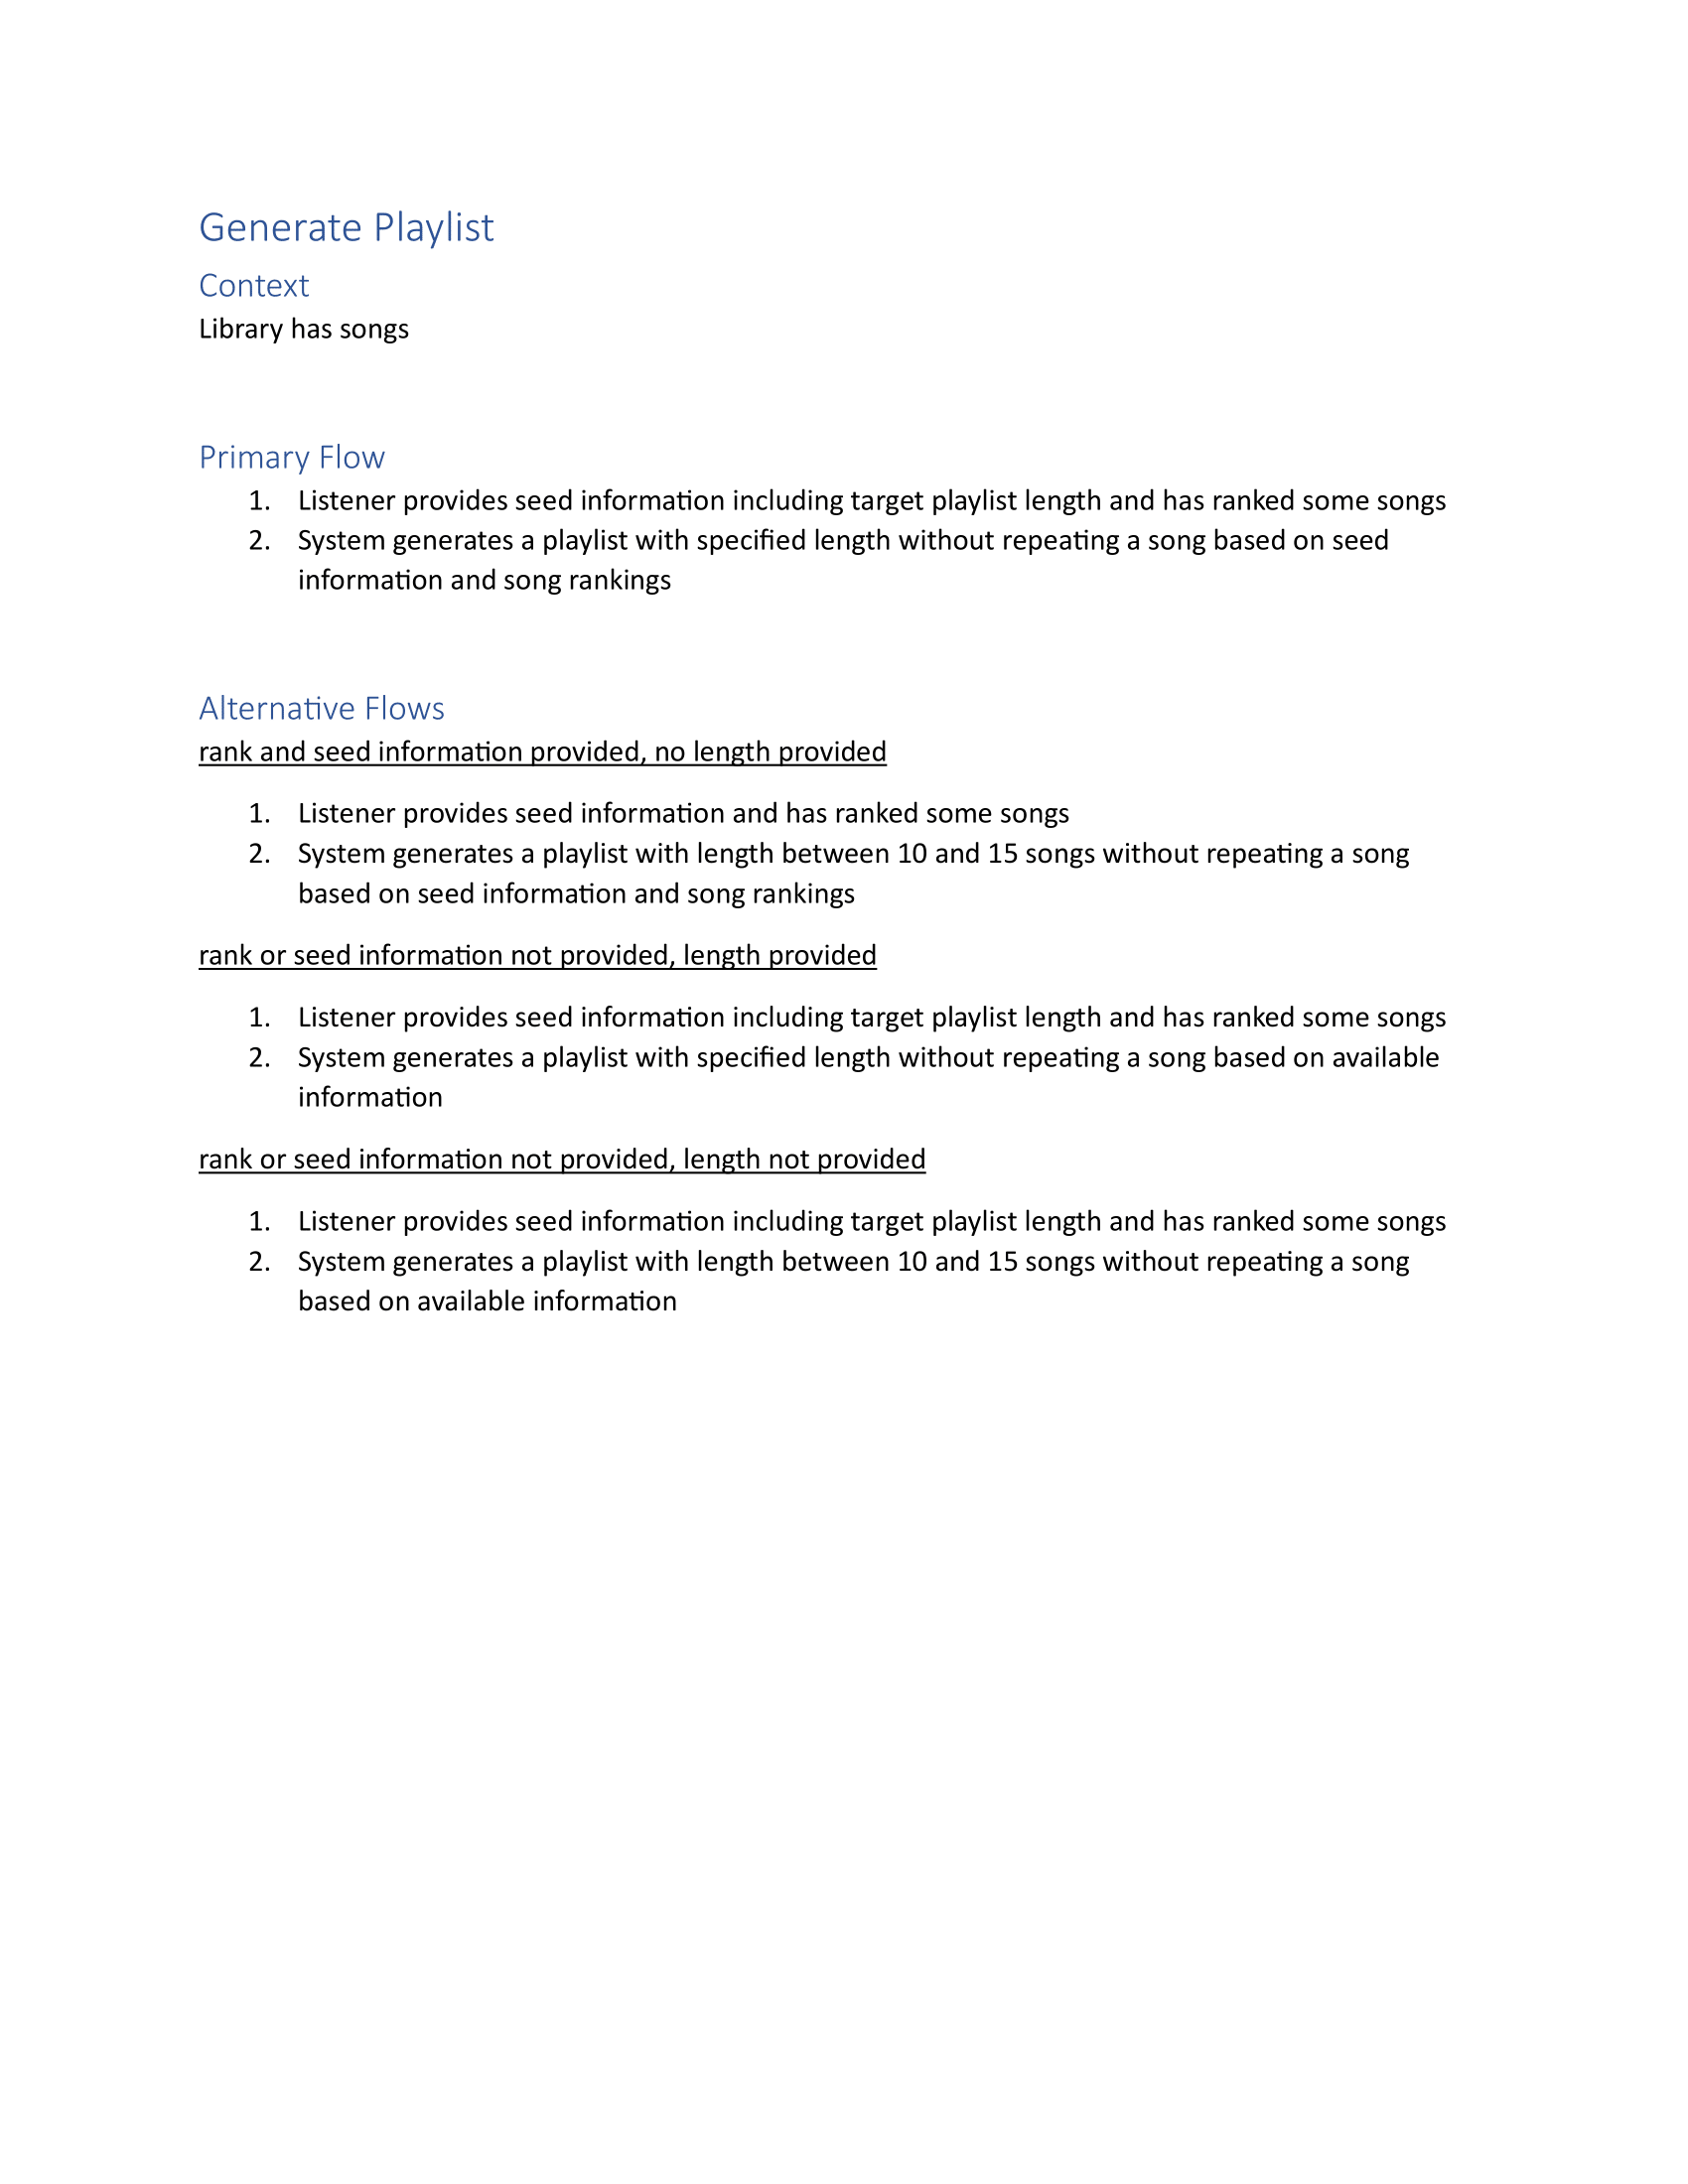 Generate Playlist
Context
Library has songs
Primary Flow
1. Listener provides seed information including target playlist length and has ranked some songs
2. System generates a playlist with specified length without repeating a song based on seed
information and song rankings
Alternative Flows
rank and seed information provided, no length provided
1. Listener provides seed information and has ranked some songs
2. System generates a playlist with length between 10 and 15 songs without repeating a song
based on seed information and song rankings
rank or seed information not provided, length provided
1. Listener provides seed information including target playlist length and has ranked some songs
2. System generates a playlist with specified length without repeating a song based on available
information
rank or seed information not provided, length not provided
1. Listener provides seed information including target playlist length and has ranked some songs
2. System generates a playlist with length between 10 and 15 songs without repeating a song
based on available information